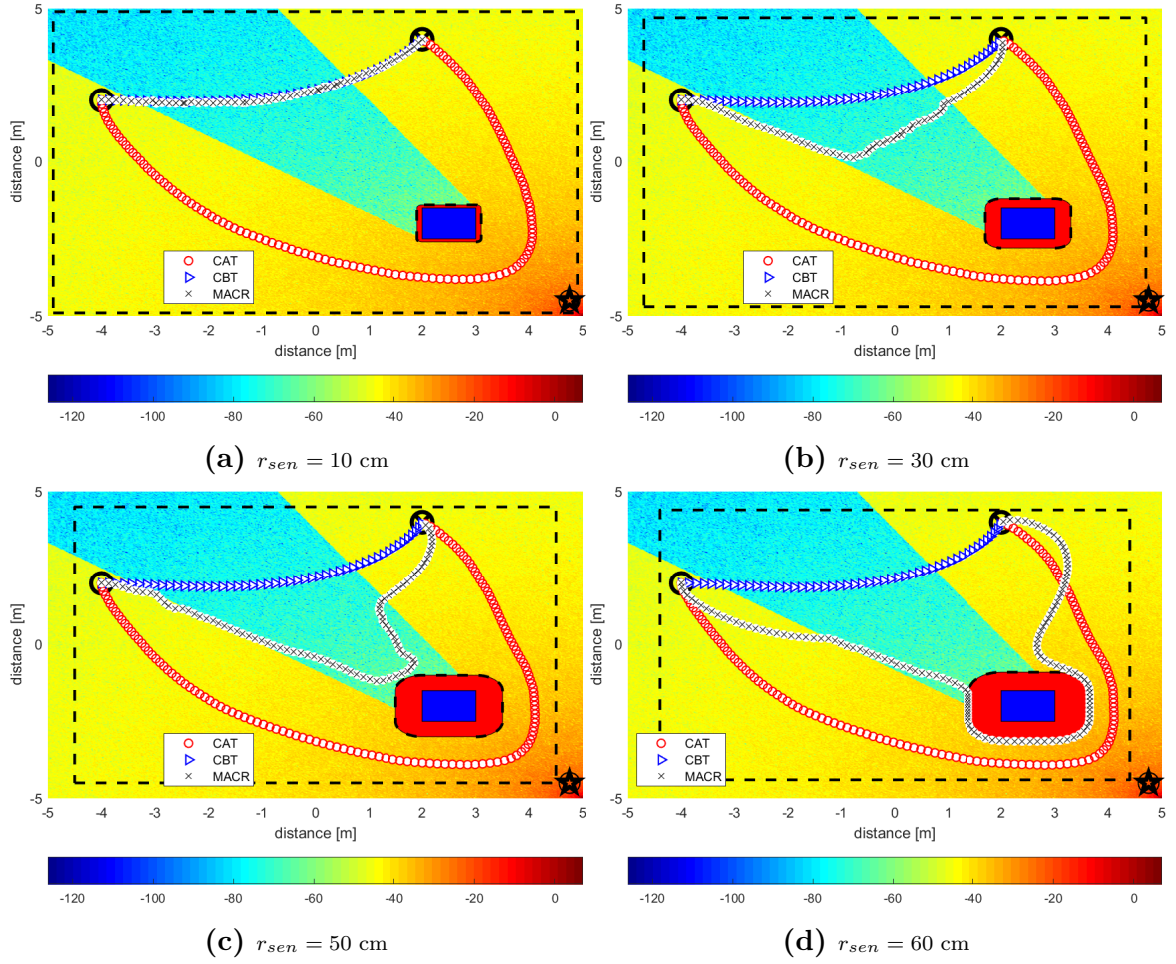 5
0
-5
distance [m]
-5 -4 -3 -2 -1 0 1 2 3 4 5
distance [m]
CAT
CBT
MACR
-120 -100 -80 -60 -40 -20 0
(a) r_sen = 10 cm
5
0
-5
distance [m]
-5 -4 -3 -2 -1 0 1 2 3 4 5
distance [m]
CAT
CBT
MACR
-120 -100 -80 -60 -40 -20 0
(b) r_sen = 30 cm
5
0
-5
distance [m]
-5 -4 -3 -2 -1 0 1 2 3 4 5
distance [m]
CAT
CBT
MACR
-120 -100 -80 -60 -40 -20 0
(c) r_sen = 50 cm
5
0
-5
distance [m]
-5 -4 -3 -2 -1 0 1 2 3 4 5
distance [m]
CAT
CBT
MACR
-120 -100 -80 -60 -40 -20 0
(d) r_sen = 60 cm